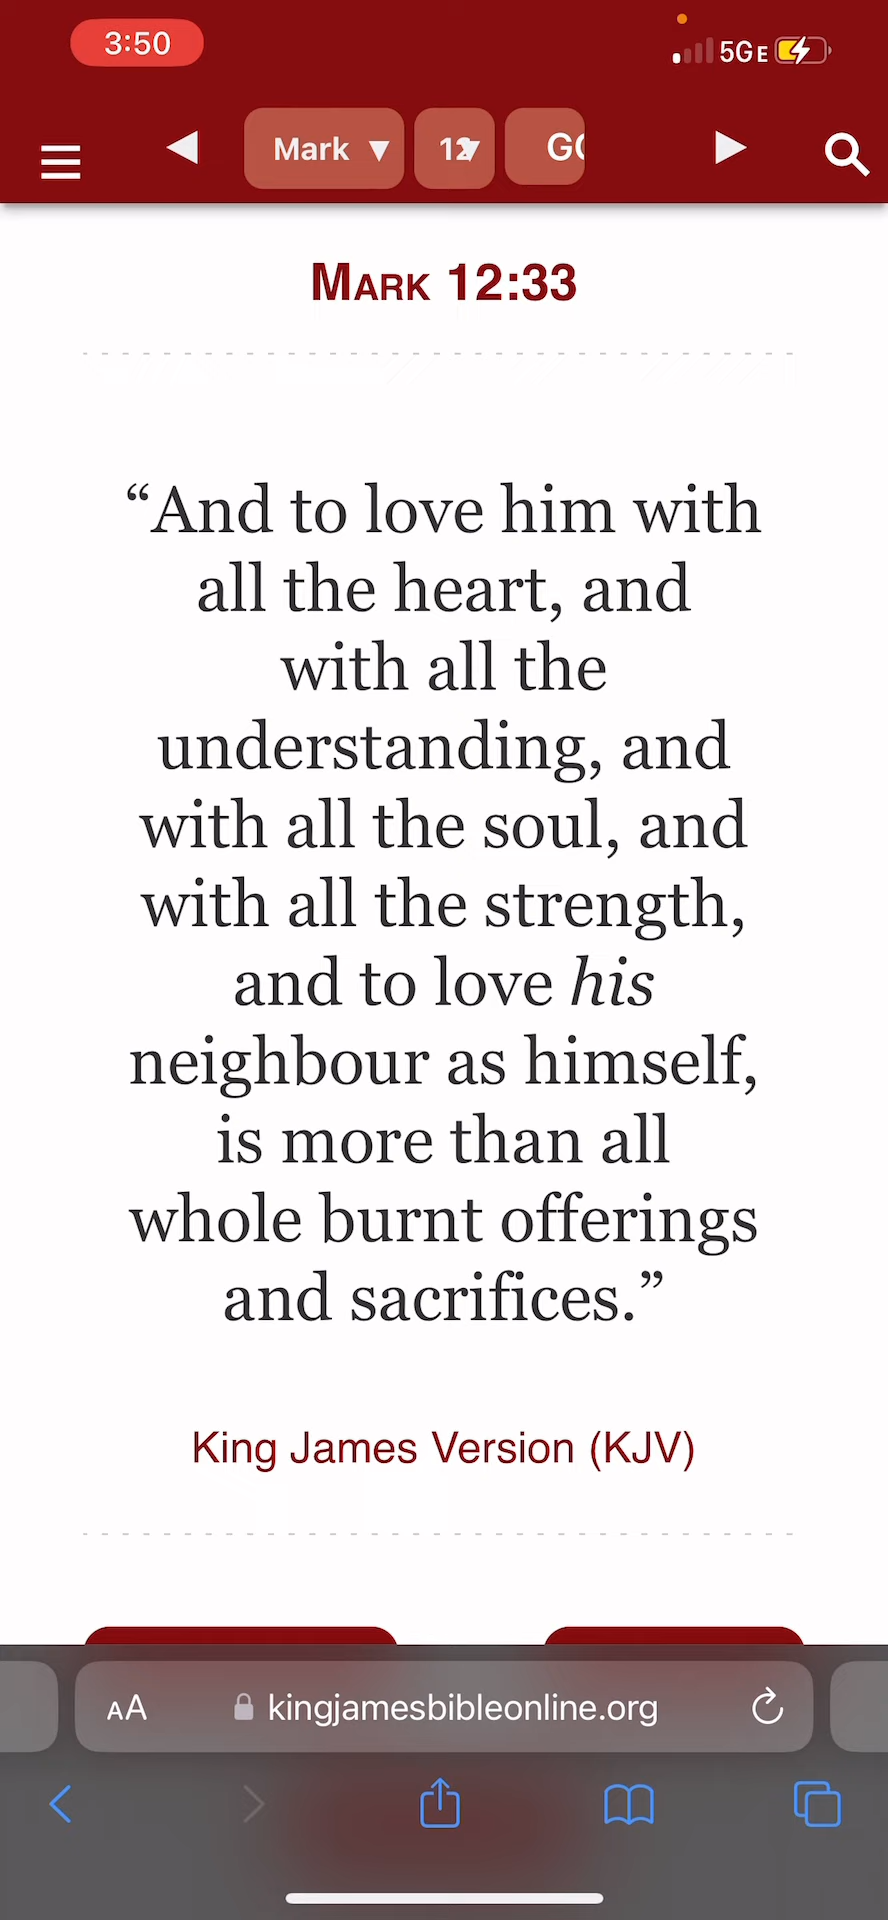 3:50
5GE
Mark ▼ 12 ▼
Mark 12:33
“And to love him with
all the heart, and
with all the
understanding, and
with all the soul, and
with all the strength,
and to love his
neighbour as himself,
is more than all
whole burnt offerings
and sacrifices.”
King James Version (KJV)
AA kingjamesbibleonline.org